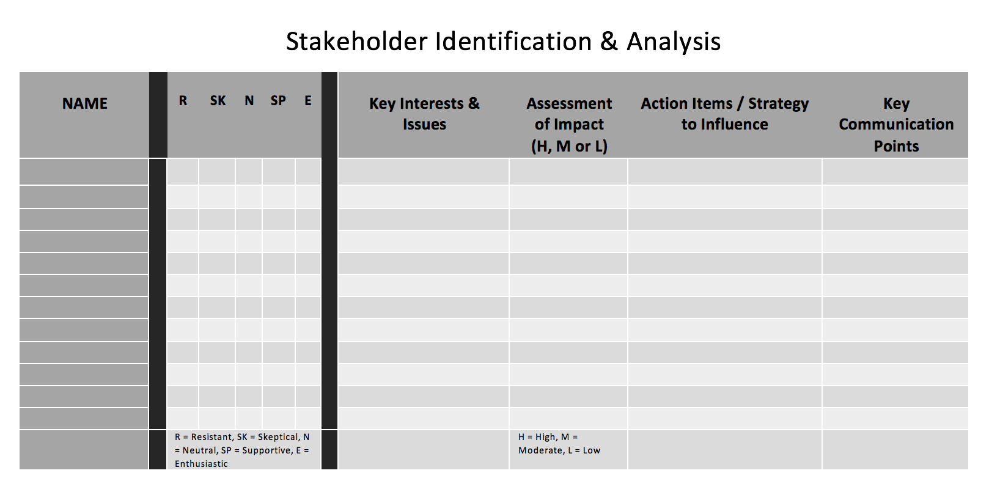 Stakeholder Identification & Analysis
NAME
R SK N SP E
Key Interests &
Issues
Assessment
of Impact
(H, M or L)
Action Items / Strategy
to Influence
Key
Communication
Points
R = Resistant, SK = Skeptical, N
= Neutral, SP = Supportive, E =
Enthusiastic
H = High, M =
Moderate, L = Low